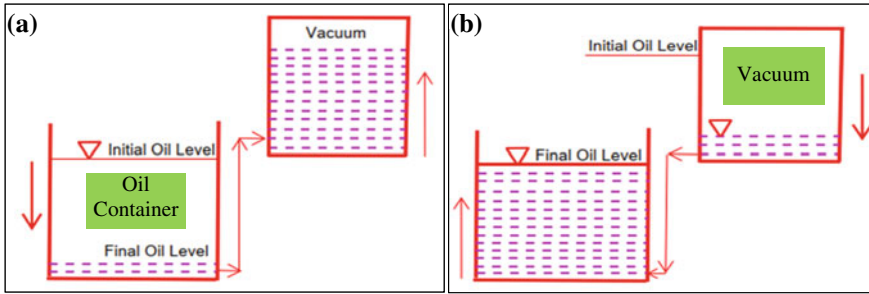 (a)
Vacuum
Initial Oil Level
Oil
Container
Final Oil Level
(b)
Initial Oil Level
Vacuum
Final Oil Level